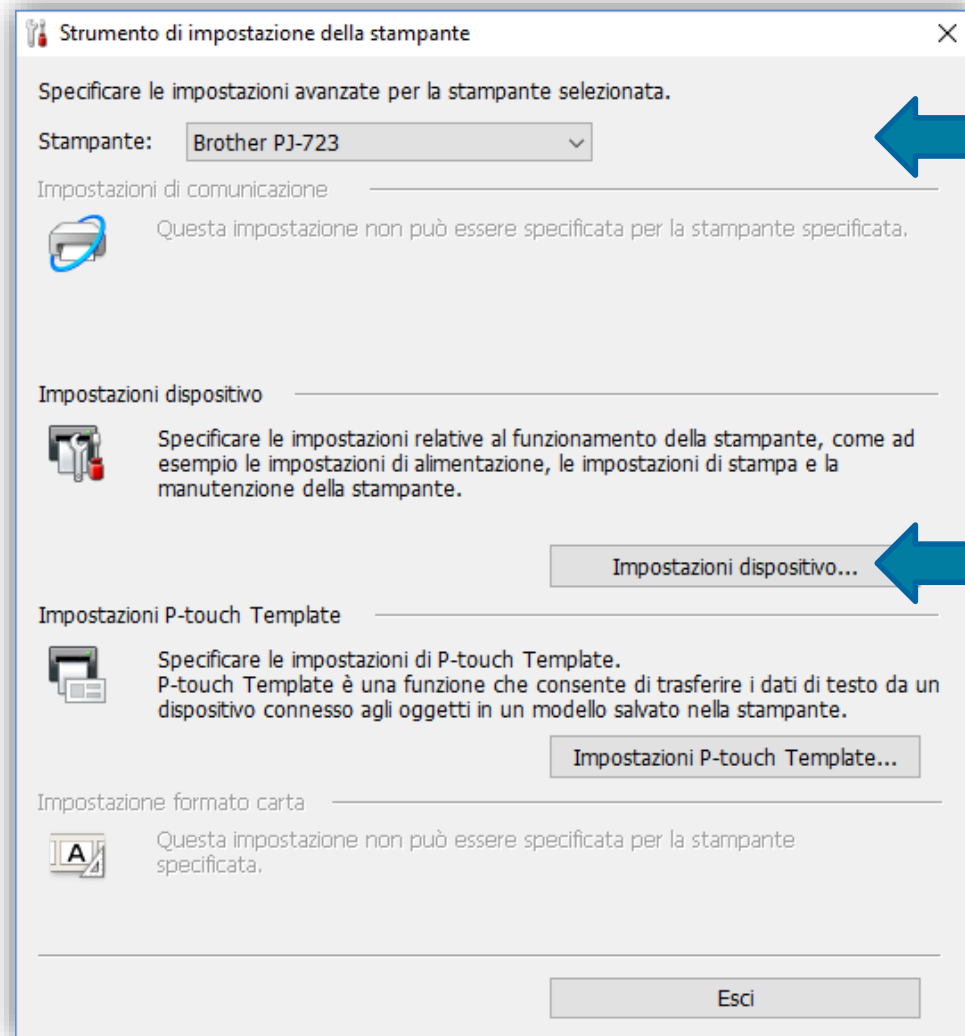 Strumento di impostazione della stampante
Specificare le impostazioni avanzate per la stampante selezionata.
Stampante: Brother PJ-723
Impostazioni di comunicazione
Questa impostazione non può essere specificata per la stampante specificata.
Impostazioni dispositivo
Specificare le impostazioni relative al funzionamento della stampante, come ad
esempio le impostazioni di alimentazione, le impostazioni di stampa e la
manutenzione della stampante.
Impostazioni dispositivo...
Impostazioni P-touch Template
Specificare le impostazioni di P-touch Template.
P-touch Template è una funzione che consente di trasferire i dati di testo da un
dispositivo connesso agli oggetti in un modello salvato nella stampante.
Impostazioni P-touch Template...
Impostazione formato carta
A
Questa impostazione non può essere specificata per la stampante
specificata.
Esci